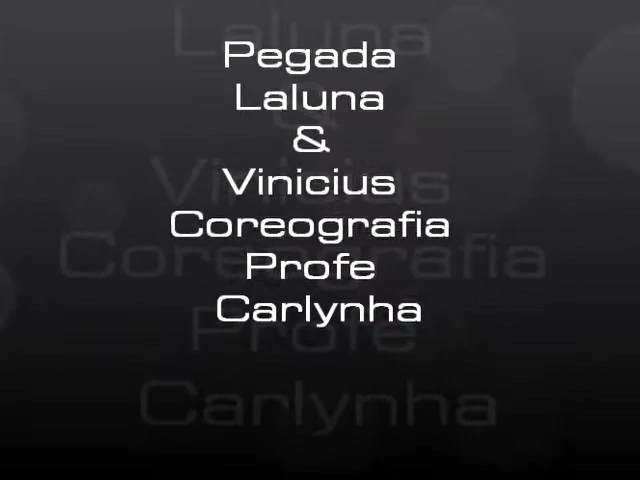 Pegada
Laluna
&
Vinicius
Coreografia
Profe
Carlynha